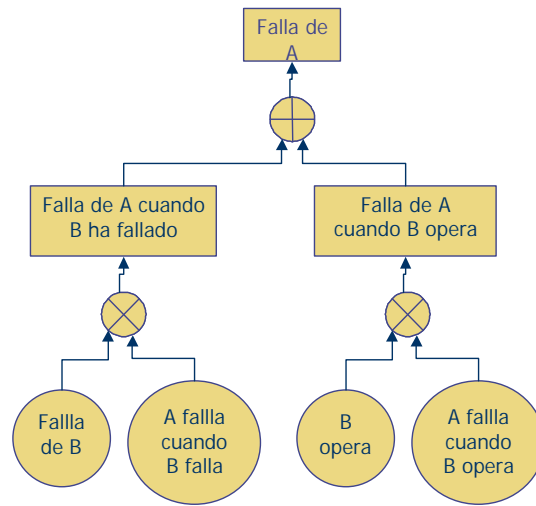 Falla de
A
Falla de A cuando
B ha fallado
Falla de A
cuando B opera
Fallla
de B
A fallla
cuando
B falla
B
opera
A fallla
cuando
B opera